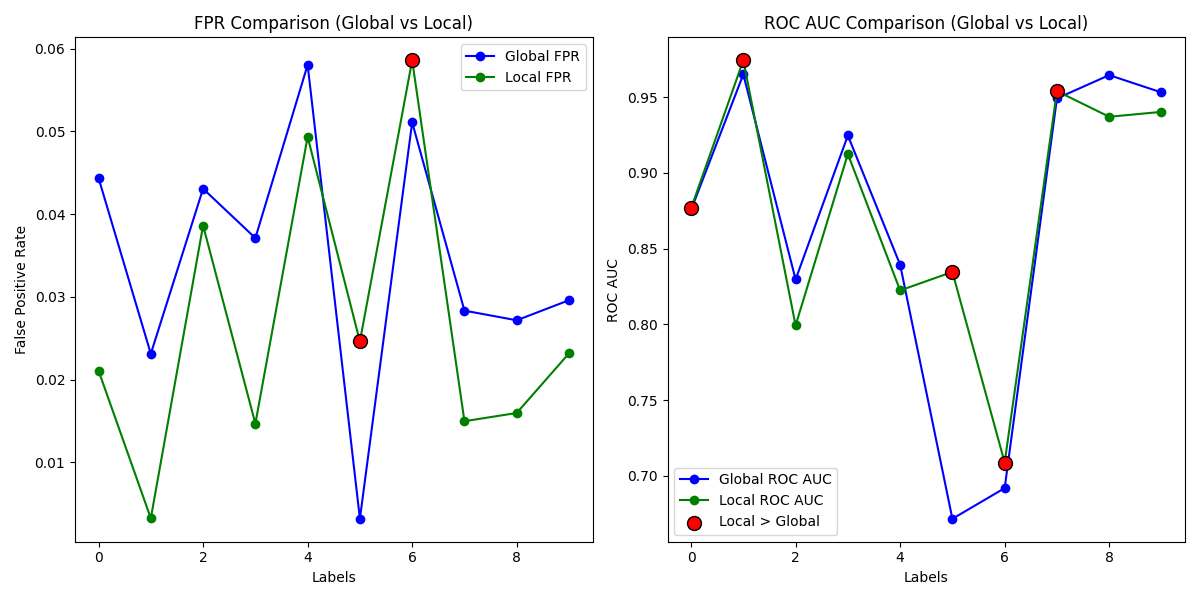 FPR Comparison (Global vs Local)
Global FPR
Local FPR
False Positive Rate
0.06
0.05
0.04
0.03
0.02
0.01
0 2 4 6 8
Labels
ROC AUC Comparison (Global vs Local)
ROC AUC
0.95
0.90
0.85
0.80
0.75
0.70
Global ROC AUC
Local ROC AUC
Local > Global
0 2 4 6 8
Labels